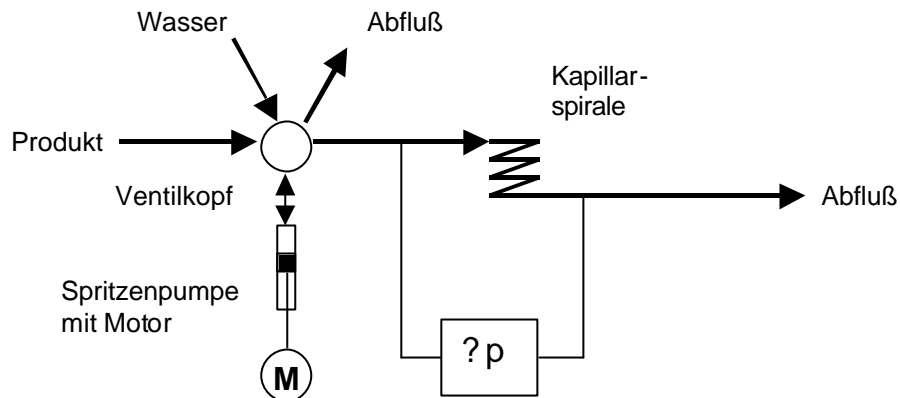 Wasser
Abfluß
Kapillar-
spirale
Produkt
Ventilkopf
Abfluß
Spritzenpumpe
mit Motor
?p
M